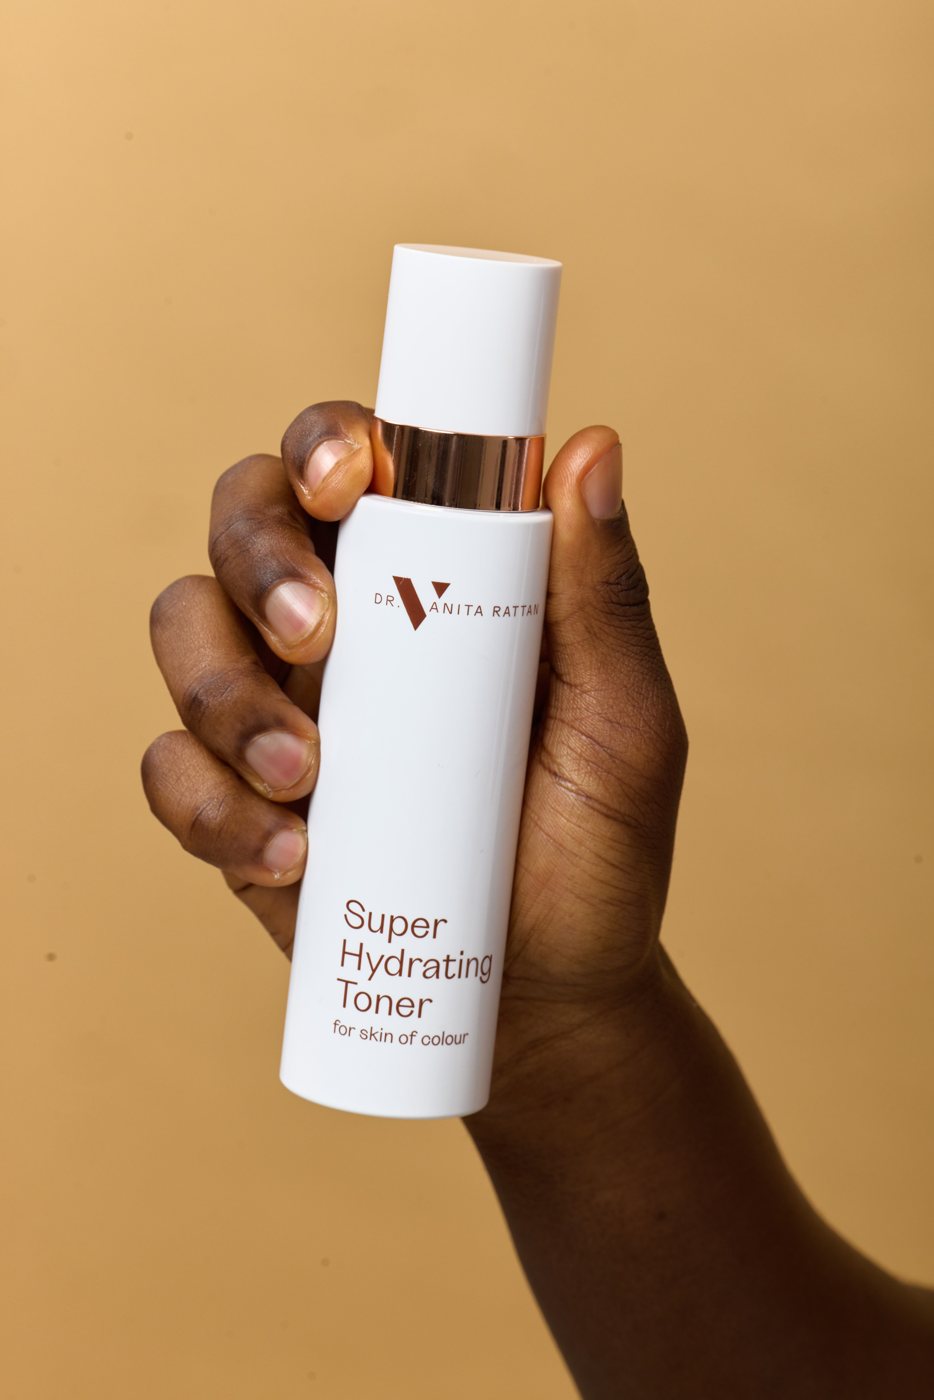 DR. VANITA RATTAN
Super
Hydrating
Toner
for skin of colour